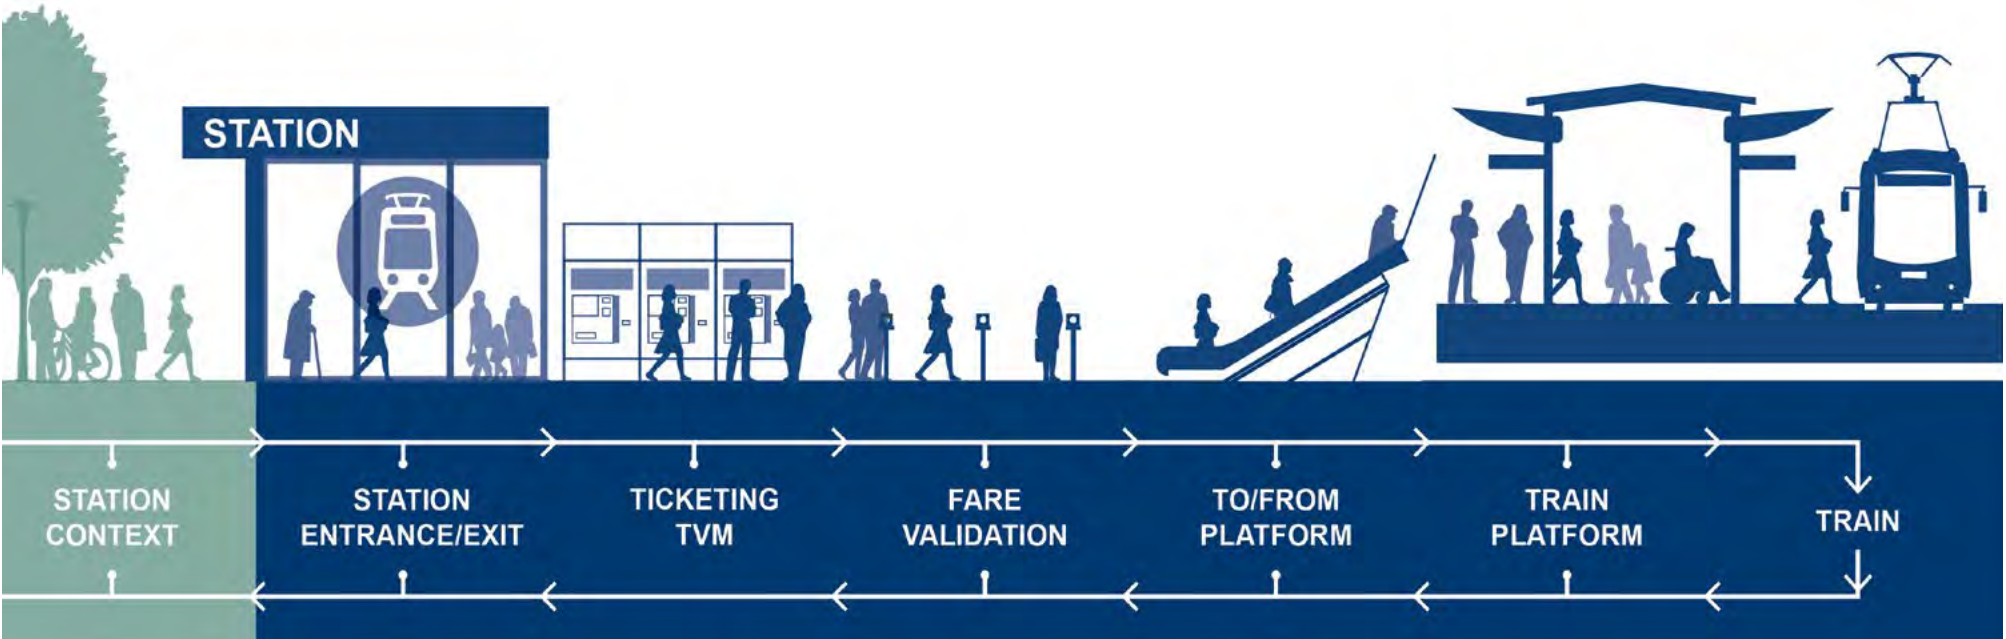 STATION
STATION
CONTEXT
STATION
ENTRANCE/EXIT
TICKETING
TVM
FARE
VALIDATION
TO/FROM
PLATFORM
TRAIN
PLATFORM
TRAIN